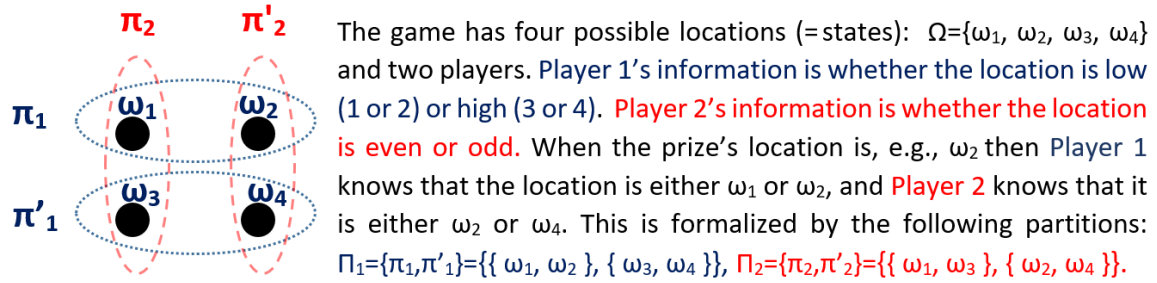 π₂ π'₂
ω₁ ω₂
π₁
ω₃ ω₄
π'₁
The game has four possible locations (=states): Ω={ω₁, ω₂, ω₃, ω₄}
and two players. Player 1's information is whether the location is low
(1 or 2) or high (3 or 4). Player 2's information is whether the location
is even or odd. When the prize's location is, e.g., ω₂ then Player 1
knows that the location is either ω₁ or ω₂, and Player 2 knows that it
is either ω₂ or ω₄. This is formalized by the following partitions:
Π₁={π₁,π'₁}={{ ω₁, ω₂ }, { ω₃, ω₄ }}, Π₂={π₂,π'₂}={{ ω₁, ω₃ }, { ω₂, ω₄ }}.